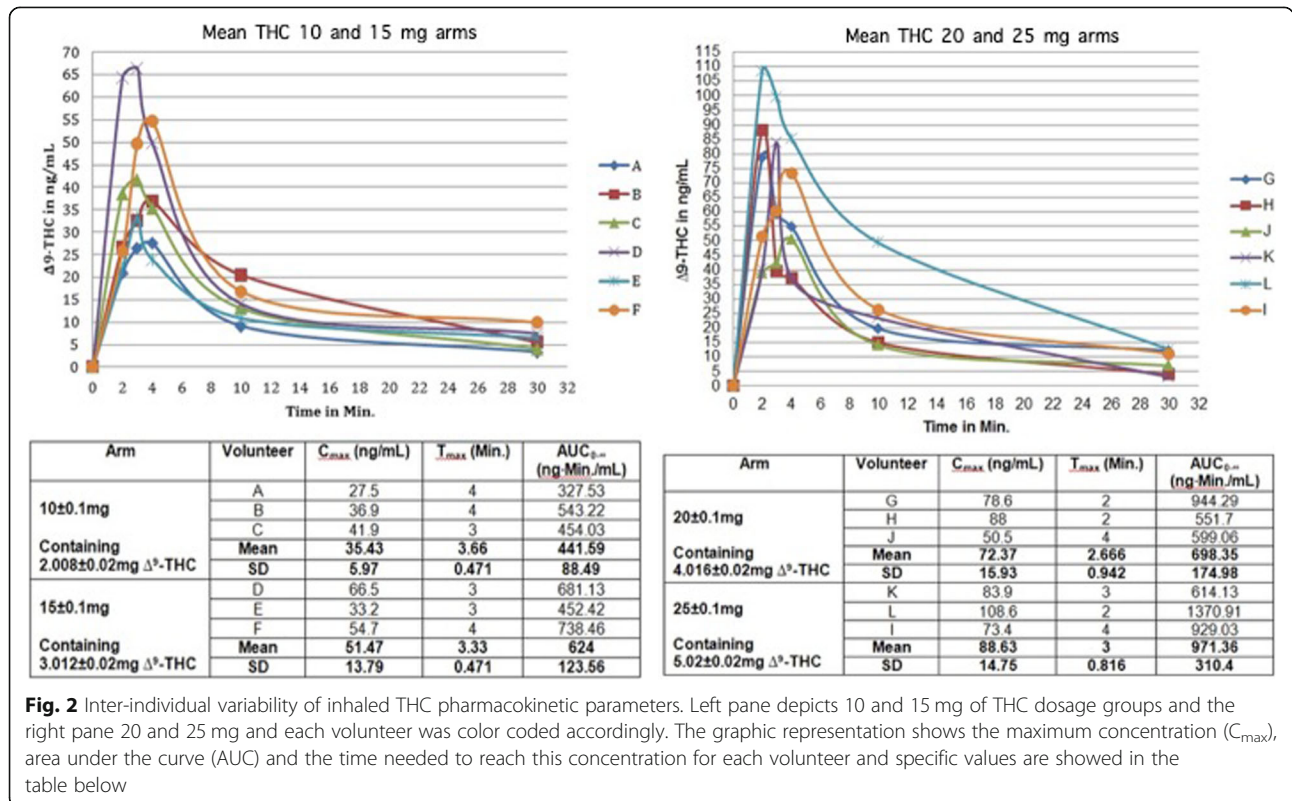 Mean THC 10 and 15 mg arms
70
65
60
55
50
45
40
35
30
25
20
15
10
5
0
Δ9-THC in ng/mL
0 2 4 6 8 10 12 14 16 18 20 22 24 26 28 30 32
Time in Min.
A
B
C
D
E
F
Mean THC 20 and 25 mg arms
115
110
105
100
95
90
85
80
75
70
65
60
55
50
45
40
35
30
25
20
15
10
5
0
Δ9-THC in ng/mL
0 2 4 6 8 10 12 14 16 18 20 22 24 26 28 30 32
Time in Min.
G
H
J
K
L
I
Arm Volunteer Cmax (ng/mL) Tmax (Min.) AUC0-∞ (ng·Min./mL)
10±0.1mg
Containing
2.008±0.02mg Δ⁹-THC
A 27.5 4 327.53
B 36.9 4 543.22
C 41.9 3 454.03
Mean 35.43 3.66 441.59
SD 5.97 0.471 88.49
15±0.1mg
Containing
3.012±0.02mg Δ⁹-THC
D 66.5 3 681.13
E 33.2 3 452.42
F 54.7 4 738.46
Mean 51.47 3.33 624
SD 13.79 0.471 123.56
Arm Volunteer Cmax (ng/mL) Tmax (Min.) AUC0-∞ (ng·Min./mL)
20±0.1mg
Containing
4.016±0.02mg Δ⁹-THC
G 78.6 2 944.29
H 88 2 551.7
J 50.5 4 599.06
Mean 72.37 2.666 698.35
SD 15.93 0.942 174.98
25±0.1mg
Containing
5.02±0.02mg Δ⁹-THC
K 83.9 3 614.13
L 108.6 2 1370.91
I 73.4 4 929.03
Mean 88.63 3 971.36
SD 14.75 0.816 310.4
Fig. 2 Inter-individual variability of inhaled THC pharmacokinetic parameters. Left pane depicts 10 and 15 mg of THC dosage groups and the
right pane 20 and 25 mg and each volunteer was color coded accordingly. The graphic representation shows the maximum concentration (Cmax),
area under the curve (AUC) and the time needed to reach this concentration for each volunteer and specific values are showed in the
table below